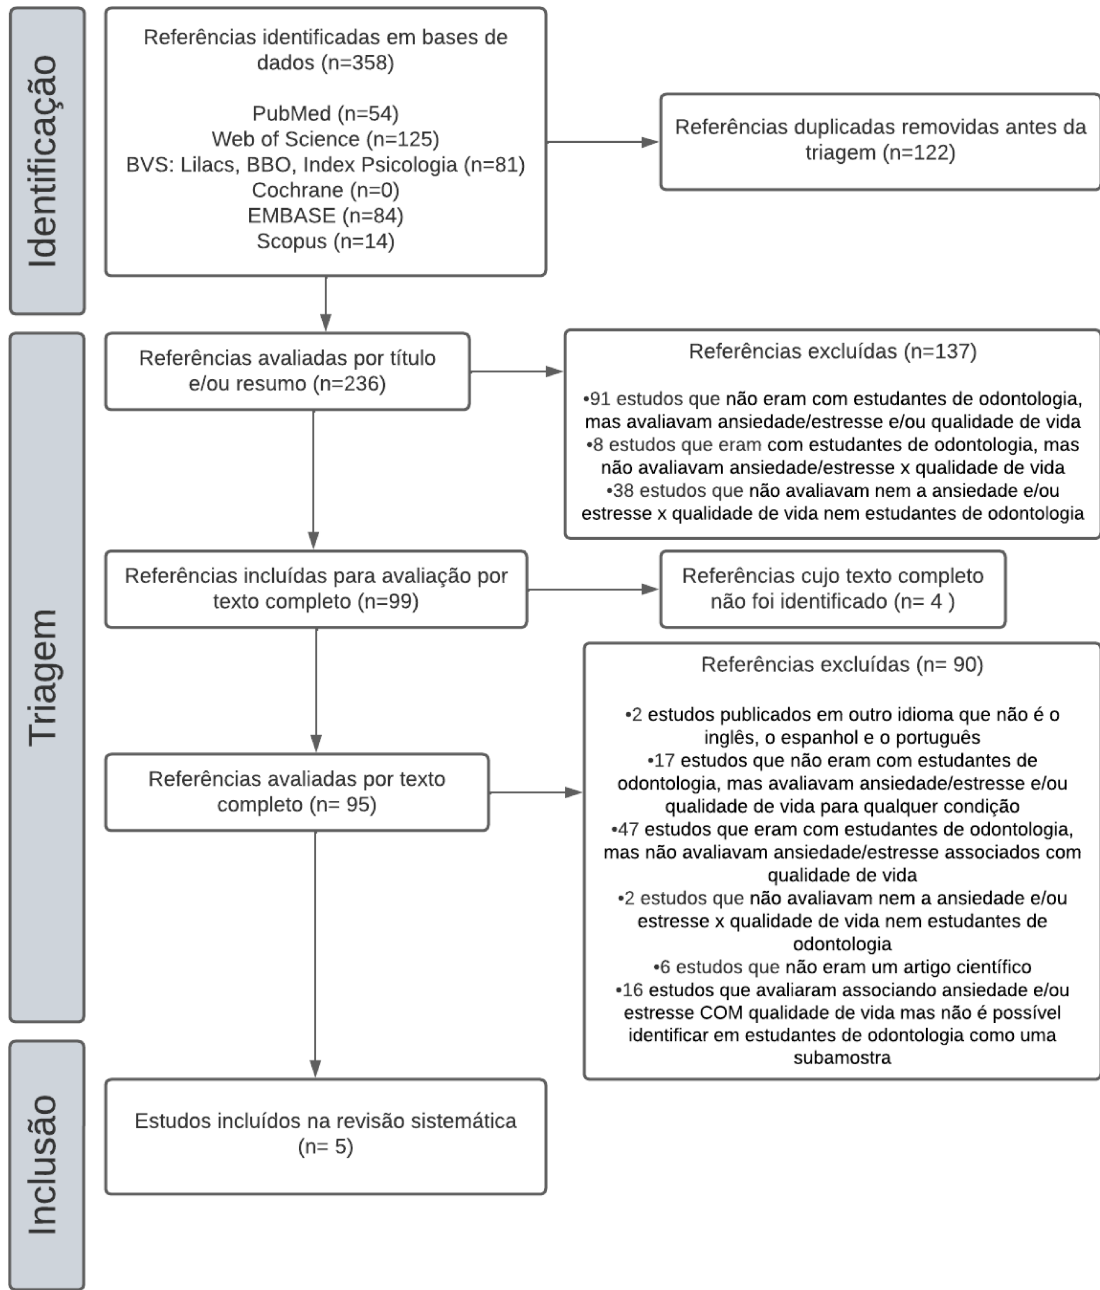 Identificação
Referências identificadas em bases de
dados (n=358)
PubMed (n=54)
Web of Science (n=125)
BVS: Lilacs, BBO, Index Psicologia (n=81)
Cochrane (n=0)
EMBASE (n=84)
Scopus (n=14)
Referências duplicadas removidas antes da
triagem (n=122)
Triagem
Referências avaliadas por título
e/ou resumo (n=236)
Referências excluídas (n=137)
•91 estudos que não eram com estudantes de odontologia,
mas avaliavam ansiedade/estresse e/ou qualidade de vida
•8 estudos que eram com estudantes de odontologia, mas
não avaliavam ansiedade/estresse x qualidade de vida
•38 estudos que não avaliavam nem a ansiedade e/ou
estresse x qualidade de vida nem estudantes de odontologia
Referências incluídas para avaliação por
texto completo (n=99)
Referências cujo texto completo
não foi identificado (n= 4 )
Referências avaliadas por texto
completo (n= 95)
Referências excluídas (n= 90)
•2 estudos publicados em outro idioma que não é o
inglês, o espanhol e o português
•17 estudos que não eram com estudantes de
odontologia, mas avaliavam ansiedade/estresse e/ou
qualidade de vida para qualquer condição
•47 estudos que eram com estudantes de odontologia,
mas não avaliavam ansiedade/estresse associados com
qualidade de vida
•2 estudos que não avaliavam nem a ansiedade e/ou
estresse x qualidade de vida nem estudantes de
odontologia
•6 estudos que não eram um artigo científico
•16 estudos que avaliaram associando ansiedade e/ou
estresse COM qualidade de vida mas não é possível
identificar em estudantes de odontologia como uma
subamostra
Inclusão
Estudos incluídos na revisão sistemática
(n= 5)